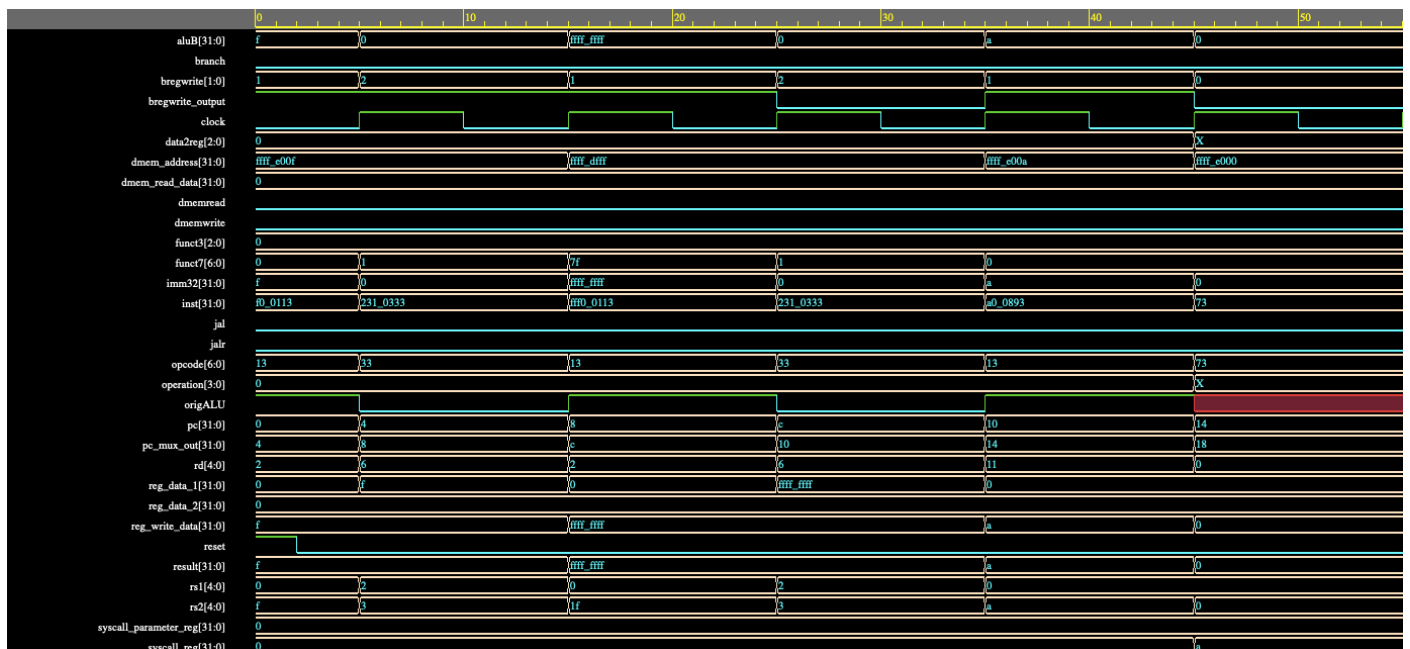 0 10 20 30 40 50
aluB[31:0] f 0 ffff_ffff 0 a 0
branch
bregwrite[1:0] 1 2 1 2 1 0
bregwrite_output
clock
data2reg[2:0] 0 X
dmem_address[31:0] ffff_e00f ffff_dfff ffff_e00a ffff_e000
dmem_read_data[31:0] 0
dmemread
dmemwrite
funct3[2:0] 0
funct7[6:0] 0 1 7f 1 0
imm32[31:0] f 0 ffff_ffff 0 a 0
inst[31:0] f0_0113 231_0333 fff0_0113 231_0333 a0_0893 73
jal
jalr
opcode[6:0] 13 33 13 33 13 73
operation[3:0] 0 X
origALU
pc[31:0] 0 4 8 c 10 14
pc_mux_out[31:0] 4 8 c 10 14 18
rd[4:0] 2 6 2 6 11 0
reg_data_1[31:0] 0 f 0 ffff_ffff 0
reg_data_2[31:0] 0
reg_write_data[31:0] f ffff_ffff a 0
reset
result[31:0] f ffff_ffff a 0
rs1[4:0] 0 2 0 2 0
rs2[4:0] f 3 1f 3 a 0
syscall_parameter_reg[31:0] 0
syscall_reg[31:0] 0 a